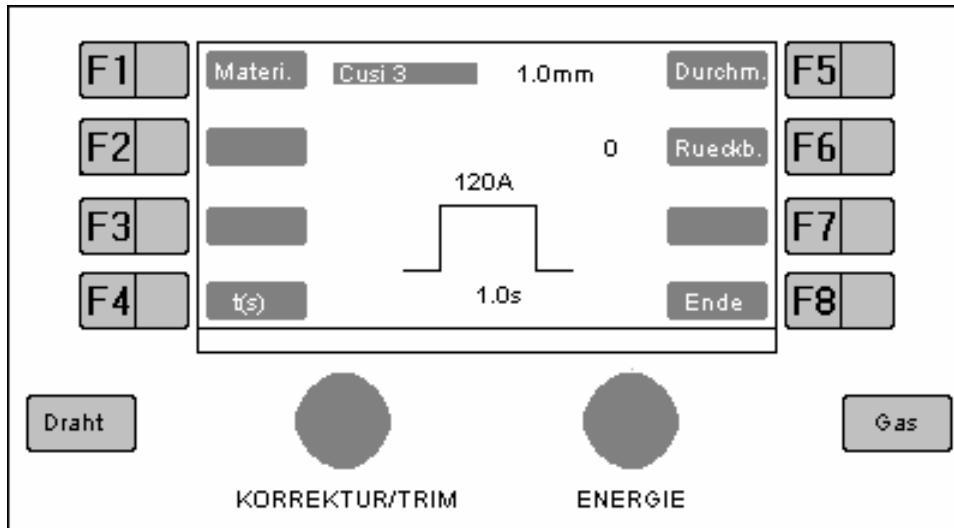 F1 Materi. Cusi 3 1.0mm Durchm. F5
F2 0 Rueckb. F6
120A
F3 F7
F4 t(s) 1.0s Ende F8
Draht Gas
KORREKTUR/TRIM ENERGIE